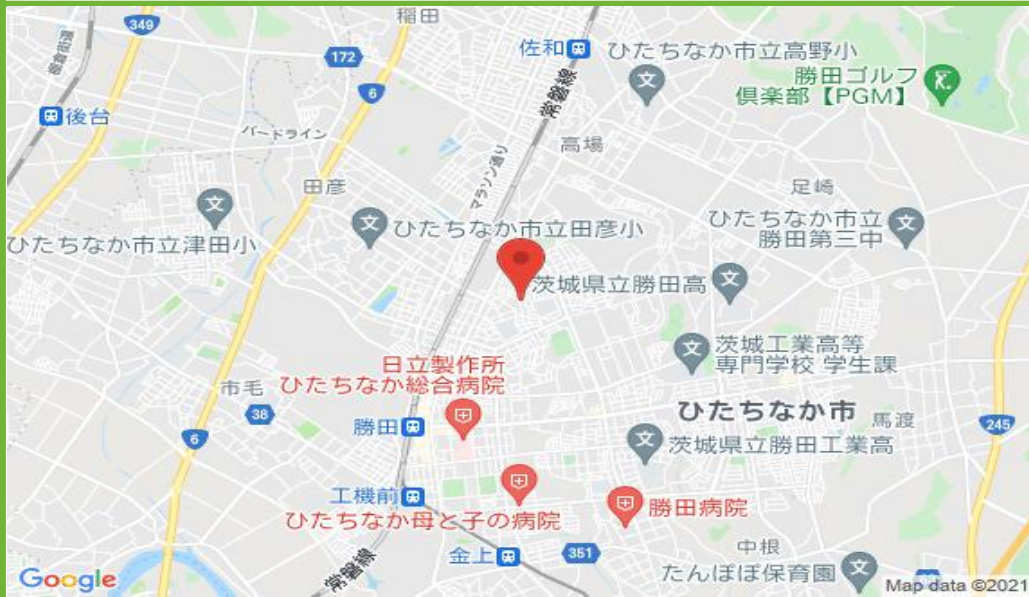 稲田
349
佐和
ひたちなか市立高野小
172
勝田ゴルフ
倶楽部【PGM】
6
常磐線
後台
バードライン
高場
マラソン通り
田彦
足崎
ひたちなか市立津田小
ひたちなか市立田彦小
ひたちなか市立
勝田第三中
茨城県立勝田高
茨城工業高等
専門学校 学生課
日立製作所
ひたちなか総合病院
市毛
38
ひたちなか市
馬渡
勝田
6
245
茨城県立勝田工業高
工機前
ひたちなか母と子の病院
勝田病院
金上
351
中根
常磐線
たんぽぽ保育園
Google
Map data ©2021